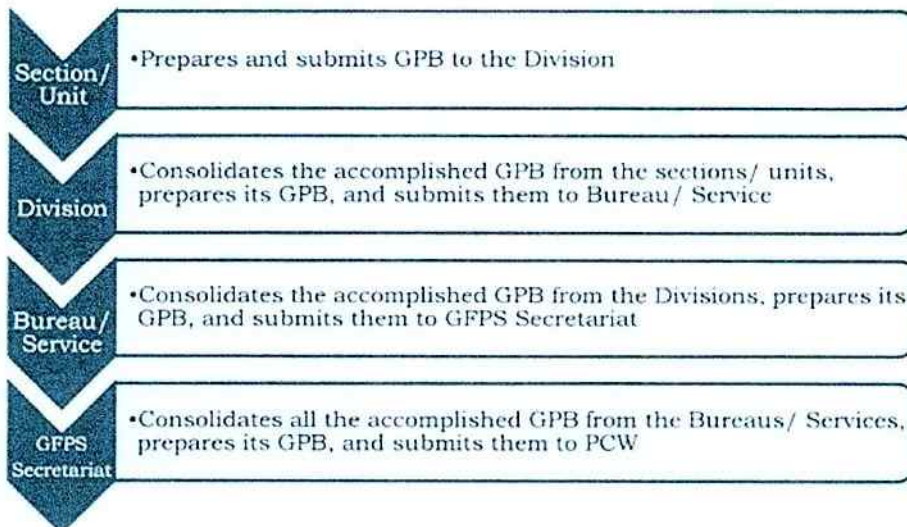 Section/
Unit
•Prepares and submits GPB to the Division
Division
•Consolidates the accomplished GPB from the sections/ units,
prepares its GPB, and submits them to Bureau/ Service
Bureau/
Service
•Consolidates the accomplished GPB from the Divisions, prepares its
GPB, and submits them to GFPS Secretariat
GFPS
Secretariat
•Consolidates all the accomplished GPB from the Bureaus/ Services,
prepares its GPB, and submits them to PCW